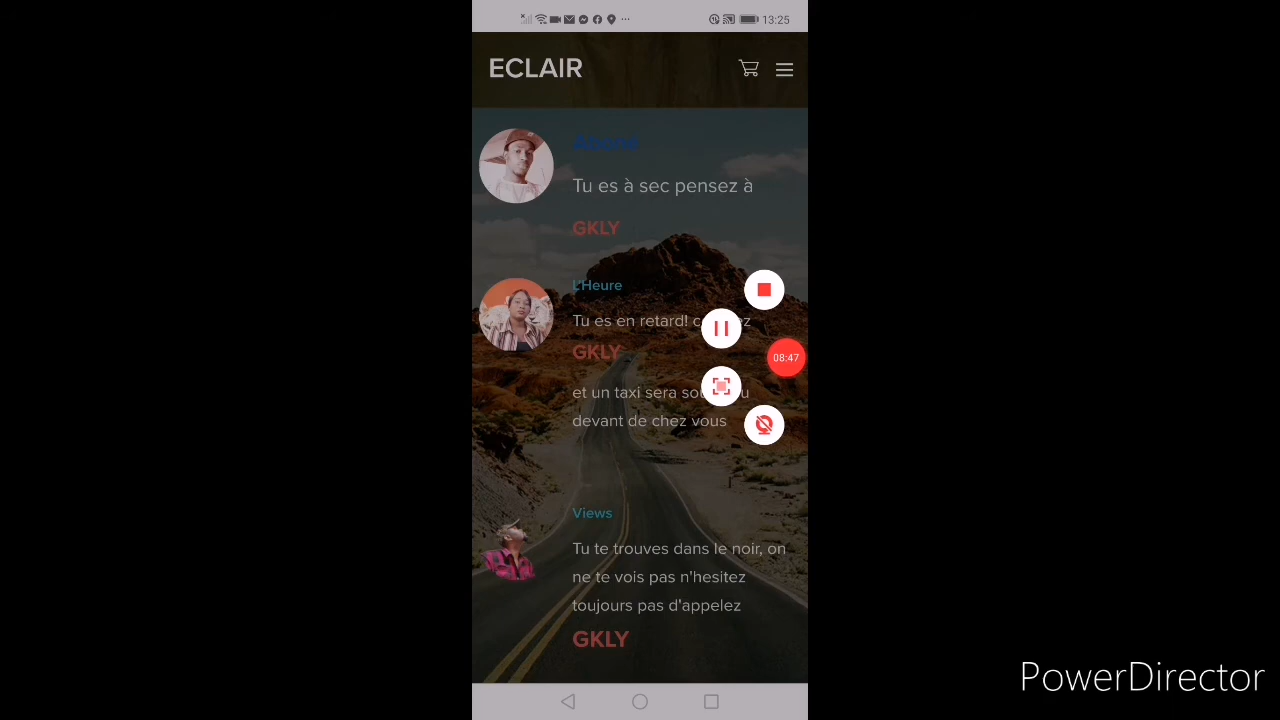 13:25
ECLAIR
Tu es à sec pensez à
GKLY
L'Heure
Tu es en retard!
GKLY
08:47
et un taxi sera
devant de chez vous
Views
Tu te trouves dans le noir, on
ne te vois pas n'hesitez
toujours pas d'appelez
GKLY
PowerDirector